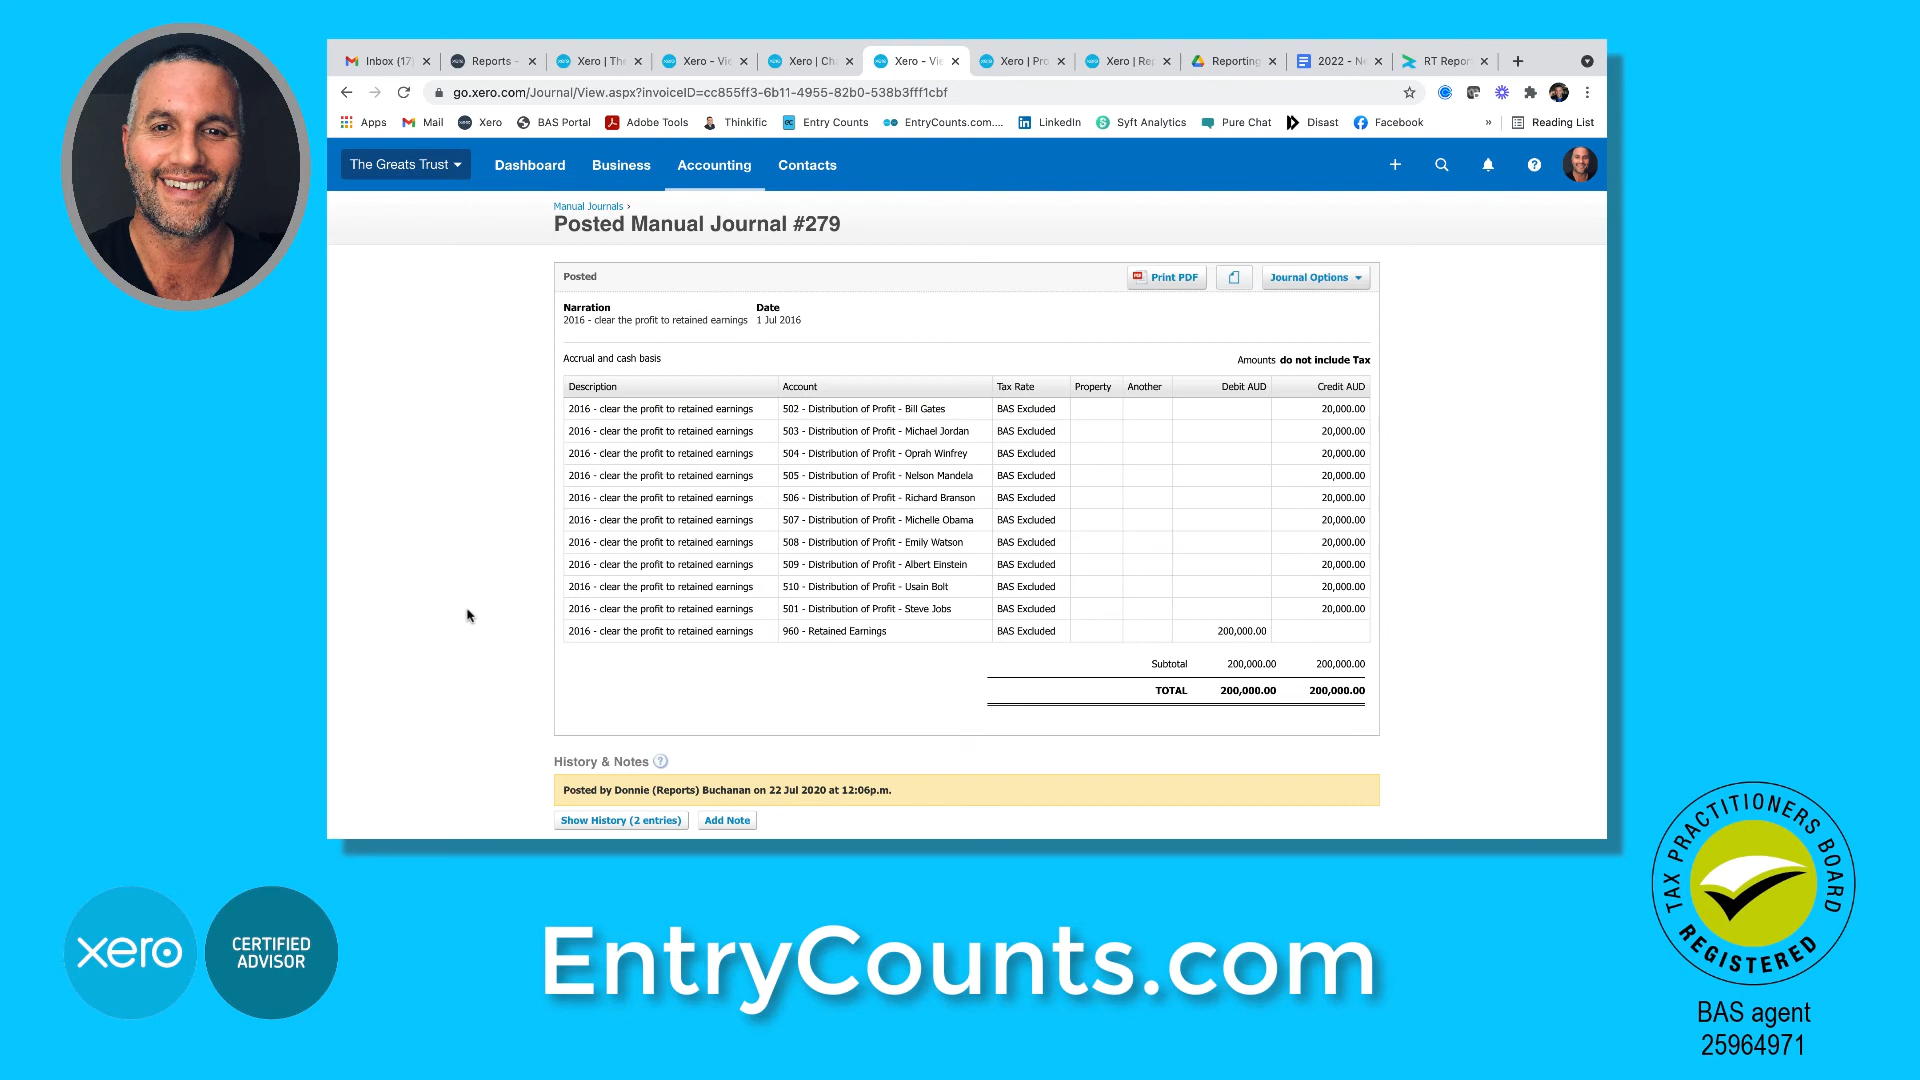 Inbox (17)
Reports -
Xero | The
Xero - Vie
Xero | Cha
Xero - Vie
Xero | Pro
Xero | Rep
Reporting
2022 - Ne
RT Repor
go.xero.com/Journal/View.aspx?invoiceID=cc855ff3-6b11-4955-82b0-538b3fff1cbf
Apps Mail Xero BAS Portal Adobe Tools Thinkific Entry Counts EntryCounts.com.... LinkedIn Syft Analytics Pure Chat Disast Facebook » Reading List
The Greats Trust Dashboard Business Accounting Contacts
Manual Journals ›
Posted Manual Journal #279
Posted Print PDF Journal Options
Narration Date
2016 - clear the profit to retained earnings 1 Jul 2016
Accrual and cash basis Amounts do not include Tax
Description Account Tax Rate Property Another Debit AUD Credit AUD
2016 - clear the profit to retained earnings 502 - Distribution of Profit - Bill Gates BAS Excluded 20,000.00
2016 - clear the profit to retained earnings 503 - Distribution of Profit - Michael Jordan BAS Excluded 20,000.00
2016 - clear the profit to retained earnings 504 - Distribution of Profit - Oprah Winfrey BAS Excluded 20,000.00
2016 - clear the profit to retained earnings 505 - Distribution of Profit - Nelson Mandela BAS Excluded 20,000.00
2016 - clear the profit to retained earnings 506 - Distribution of Profit - Richard Branson BAS Excluded 20,000.00
2016 - clear the profit to retained earnings 507 - Distribution of Profit - Michelle Obama BAS Excluded 20,000.00
2016 - clear the profit to retained earnings 508 - Distribution of Profit - Emily Watson BAS Excluded 20,000.00
2016 - clear the profit to retained earnings 509 - Distribution of Profit - Albert Einstein BAS Excluded 20,000.00
2016 - clear the profit to retained earnings 510 - Distribution of Profit - Usain Bolt BAS Excluded 20,000.00
2016 - clear the profit to retained earnings 501 - Distribution of Profit - Steve Jobs BAS Excluded 20,000.00
2016 - clear the profit to retained earnings 960 - Retained Earnings BAS Excluded 200,000.00
Subtotal 200,000.00 200,000.00
TOTAL 200,000.00 200,000.00
History & Notes ?
Posted by Donnie (Reports) Buchanan on 22 Jul 2020 at 12:06p.m.
Show History (2 entries) Add Note
xero
CERTIFIED
ADVISOR
EntryCounts.com
TAX PRACTITIONERS BOARD
REGISTERED
BAS agent
25964971